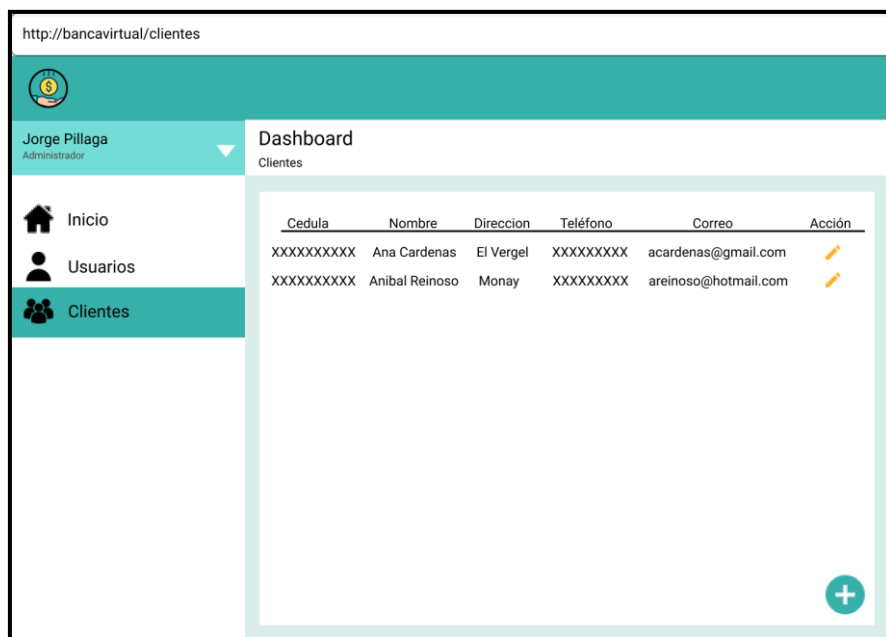 http://bancavirtual/clientes
$
Jorge Pillaga
Administrador
Dashboard
Clientes
Inicio
Usuarios
Clientes
Cedula Nombre Direccion Teléfono Correo Acción
XXXXXXXXXX Ana Cardenas El Vergel XXXXXXXXX acardenas@gmail.com
XXXXXXXXXX Anibal Reinoso Monay XXXXXXXXX areinoso@hotmail.com